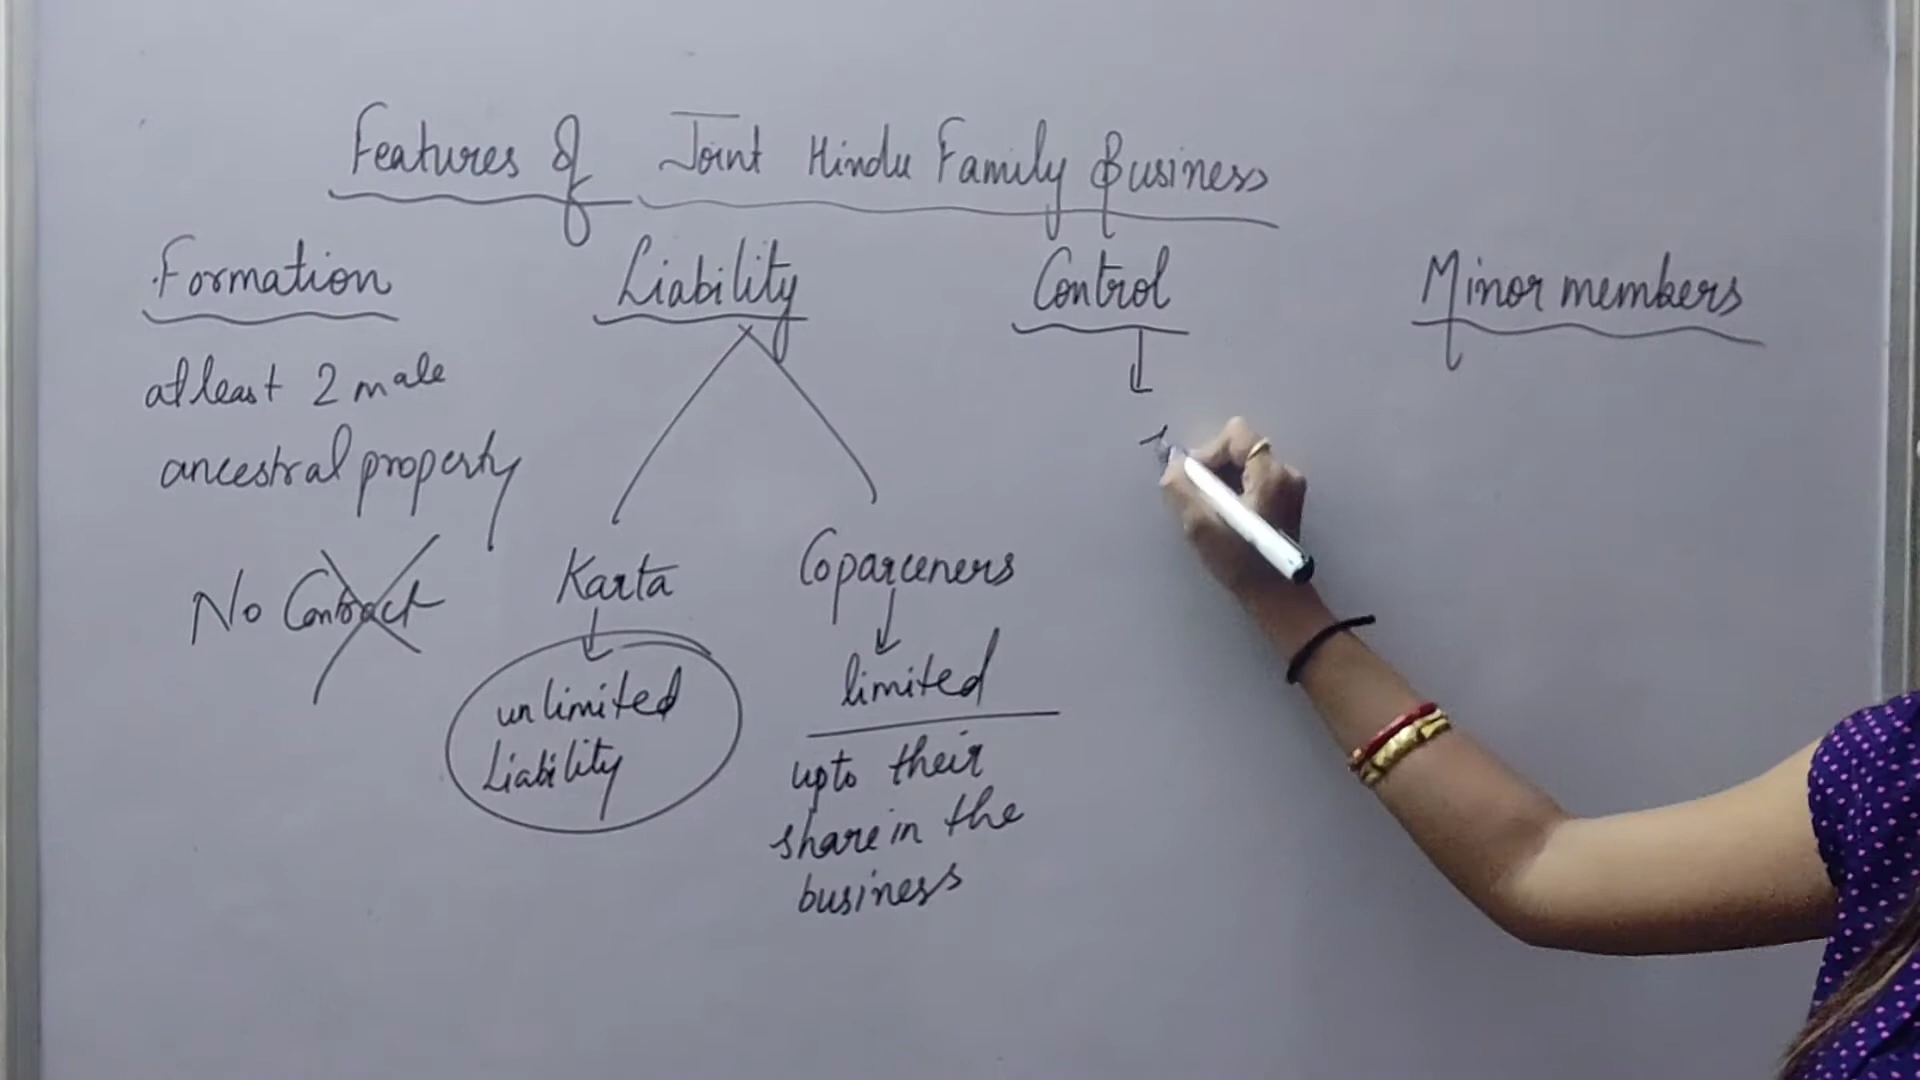 Features of Joint Hindu Family Business
Formation
atleast 2 male
ancestral property
No Contract
Liability
Karta
unlimited
Liability
Coparceners
limited
upto their
share in the
business
Control
Minor members